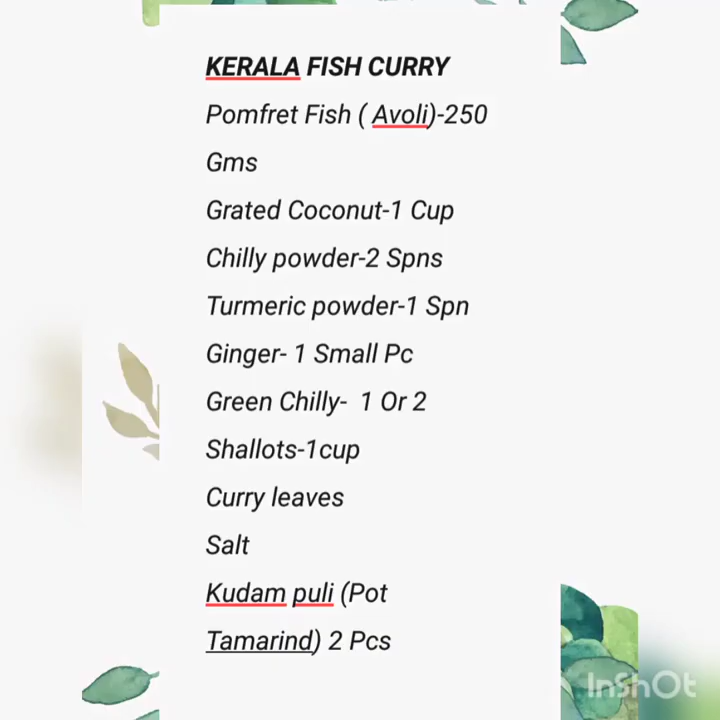 KERALA FISH CURRY
Pomfret Fish ( Avoli)-250
Gms
Grated Coconut-1 Cup
Chilly powder-2 Spns
Turmeric powder-1 Spn
Ginger- 1 Small Pc
Green Chilly-  1 Or 2
Shallots-1cup
Curry leaves
Salt
Kudam puli (Pot
Tamarind) 2 Pcs
InShOt